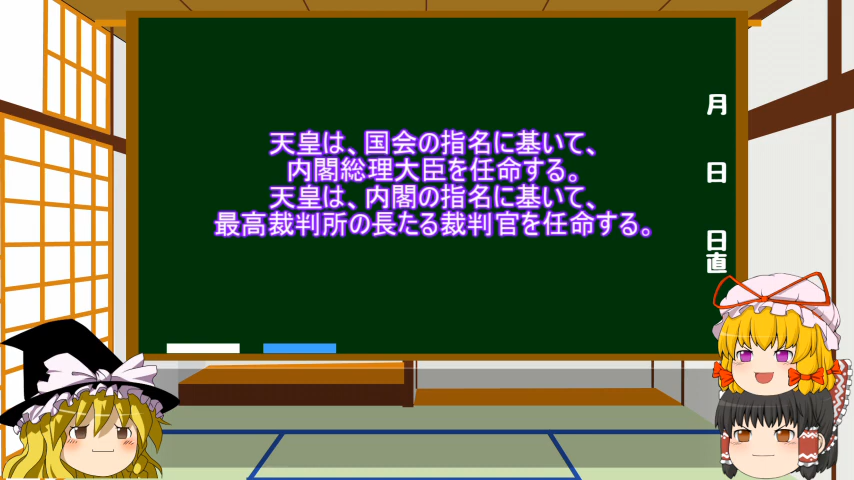 天皇は、国会の指名に基いて、
内閣総理大臣を任命する。
天皇は、内閣の指名に基いて、
最高裁判所の長たる裁判官を任命する。
月
日
日直